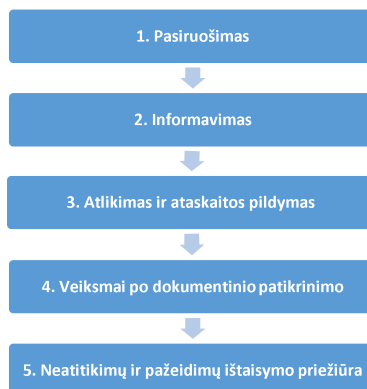 1. Pasiruošimas
2. Informavimas
3. Atlikimas ir ataskaitos pildymas
4. Veiksmai po dokumentinio patikrinimo
5. Neatitikimų ir pažeidimų ištaisymo priežiūra